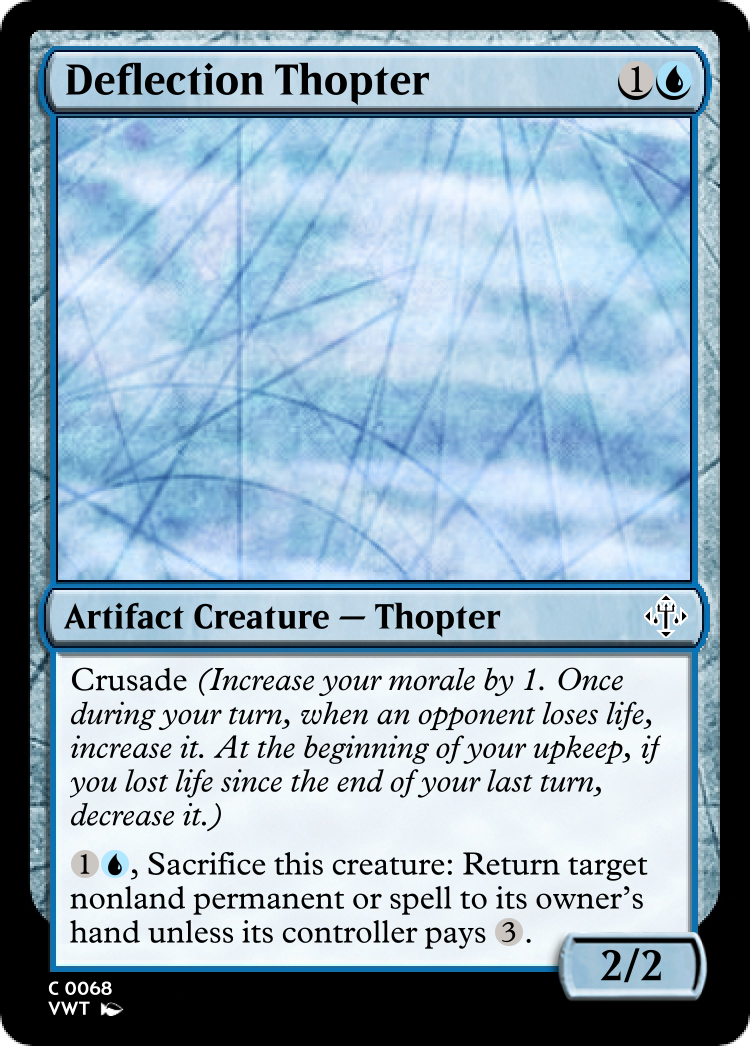 Deflection Thopter 1
Artifact Creature — Thopter
Crusade (Increase your morale by 1. Once
during your turn, when an opponent loses life,
increase it. At the beginning of your upkeep, if
you lost life since the end of your last turn,
decrease it.)
1, Sacrifice this creature: Return target
nonland permanent or spell to its owner's
hand unless its controller pays 3.
2/2
C 0068
VWT